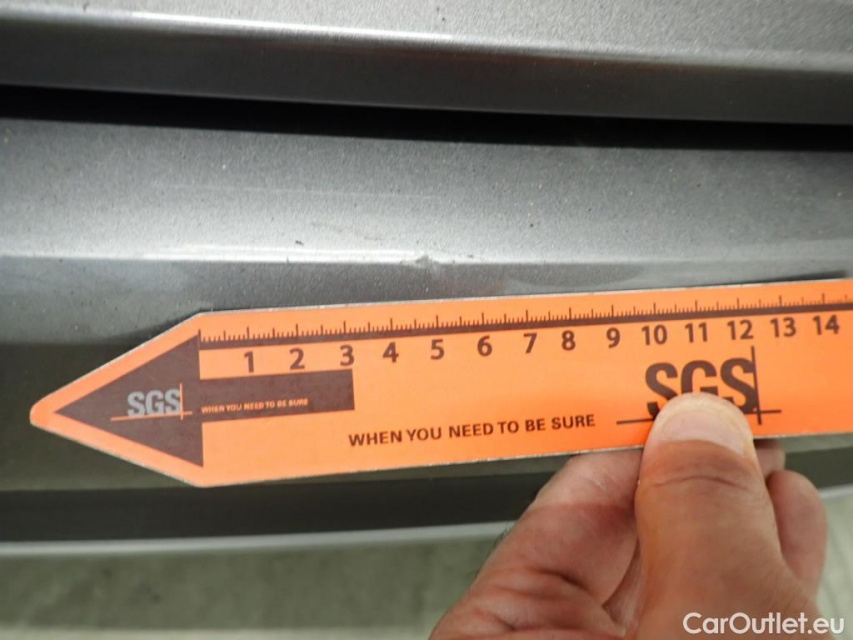 1 2 3 4 5 6 7 8 9 10 11 12 13 14
SGS
WHEN YOU NEED TO BE SURE
SGS
WHEN YOU NEED TO BE SURE
CarOutlet.eu